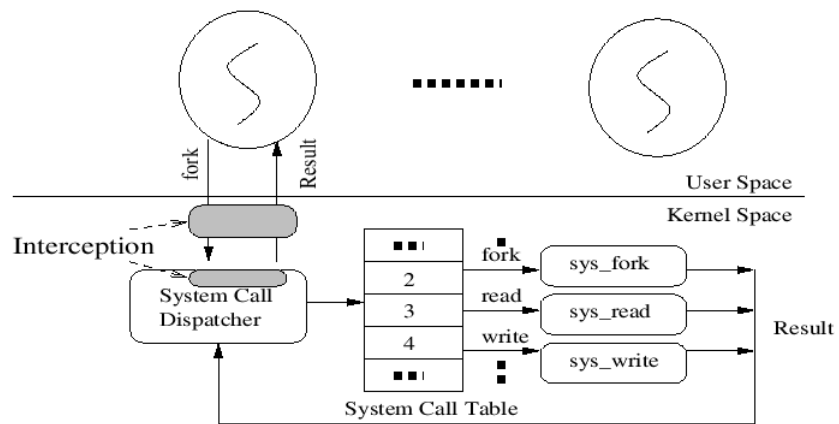 fork
Result
User Space
Kernel Space
Interception
System Call
Dispatcher
2
3
4
fork
read
write
sys_fork
sys_read
sys_write
Result
System Call Table